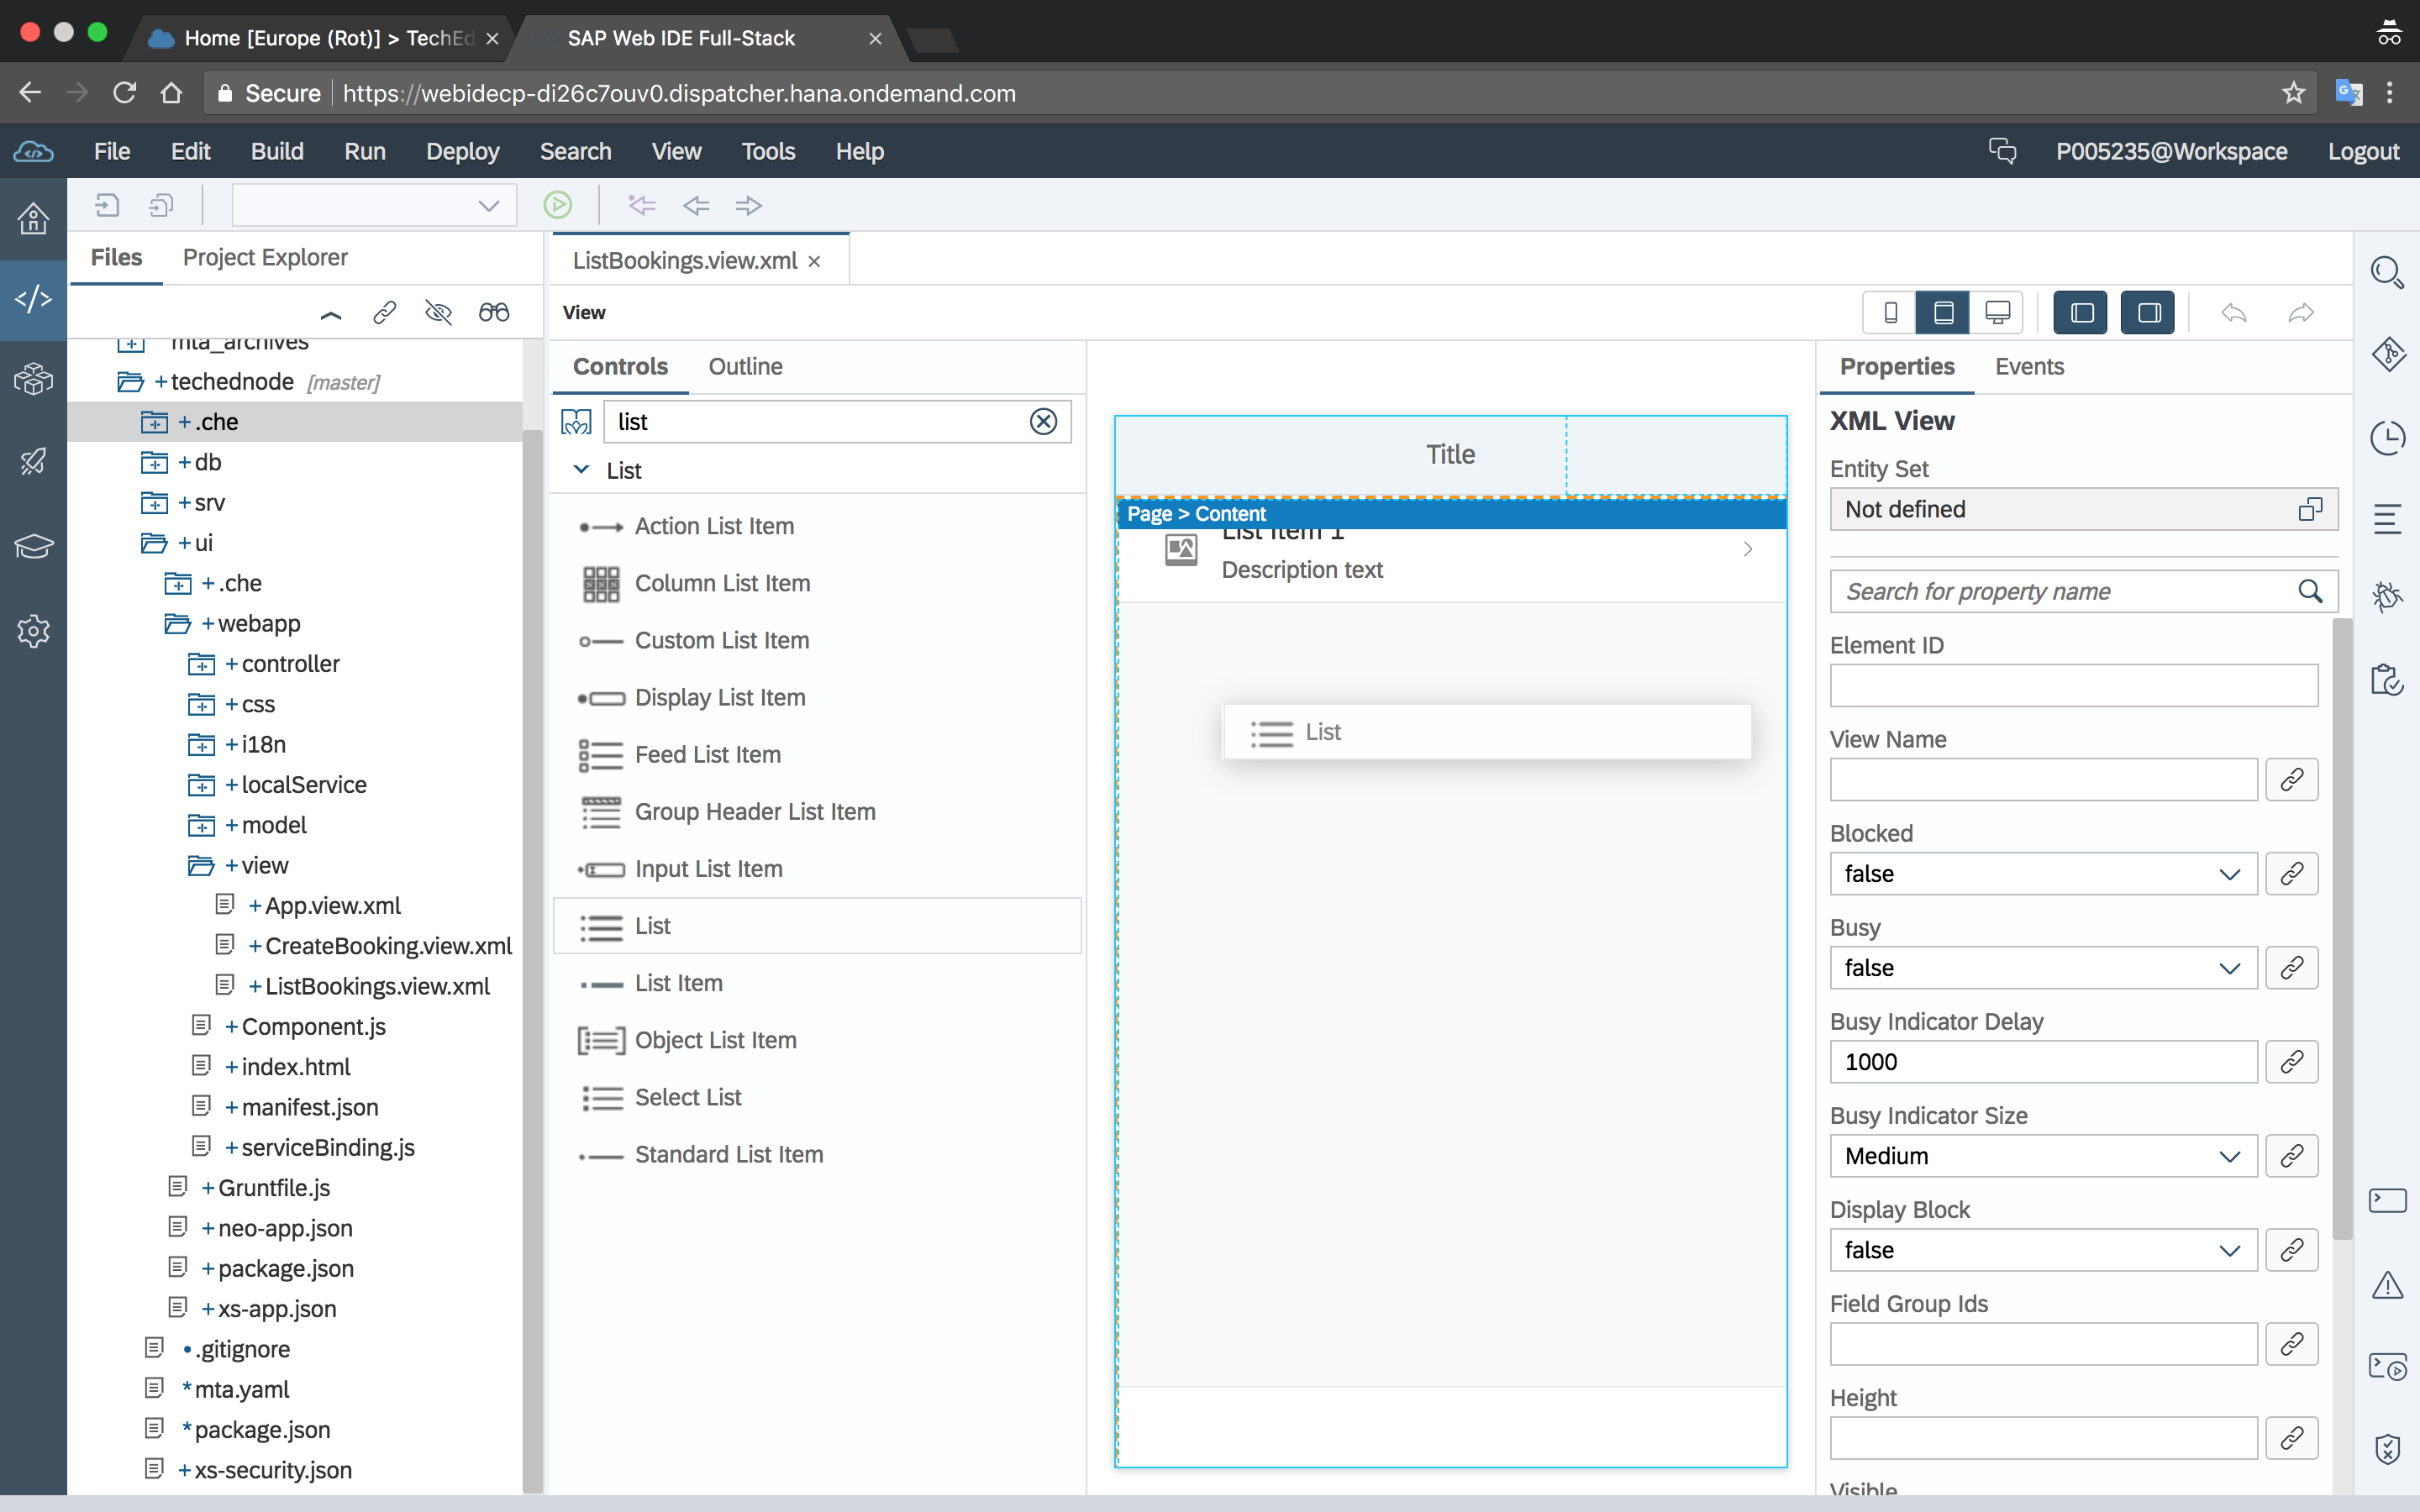 Home [Europe (Rot)] > TechEd
SAP Web IDE Full-Stack
Secure
https://webidecp-di26c7ouv0.dispatcher.hana.ondemand.com
File Edit Build Run Deploy Search View Tools Help
P005235@Workspace
Logout
Files
Project Explorer
mta_archives
+ techednode [master]
+ .che
+ db
+ srv
+ ui
+ .che
+ webapp
+ controller
+ css
+ i18n
+ localService
+ model
+ view
+ App.view.xml
+ CreateBooking.view.xml
+ ListBookings.view.xml
+ Component.js
+ index.html
+ manifest.json
+ serviceBinding.js
+ Gruntfile.js
+ neo-app.json
+ package.json
+ xs-app.json
• .gitignore
* mta.yaml
* package.json
+ xs-security.json
ListBookings.view.xml
View
Controls
Outline
list
List
Action List Item
Column List Item
Custom List Item
Display List Item
Feed List Item
Group Header List Item
Input List Item
List
List Item
Object List Item
Select List
Standard List Item
Title
Page > Content
List Item 1
Description text
List
Properties
Events
XML View
Entity Set
Not defined
Search for property name
Element ID
View Name
Blocked
false
Busy
false
Busy Indicator Delay
1000
Busy Indicator Size
Medium
Display Block
false
Field Group Ids
Height
Visible